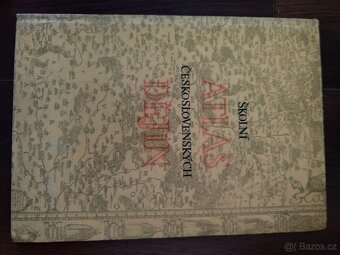 ŠKOLNÍ
ATLAS
ČESKOSLOVENSKÝCH
DĚJIN
© Bazos.cz